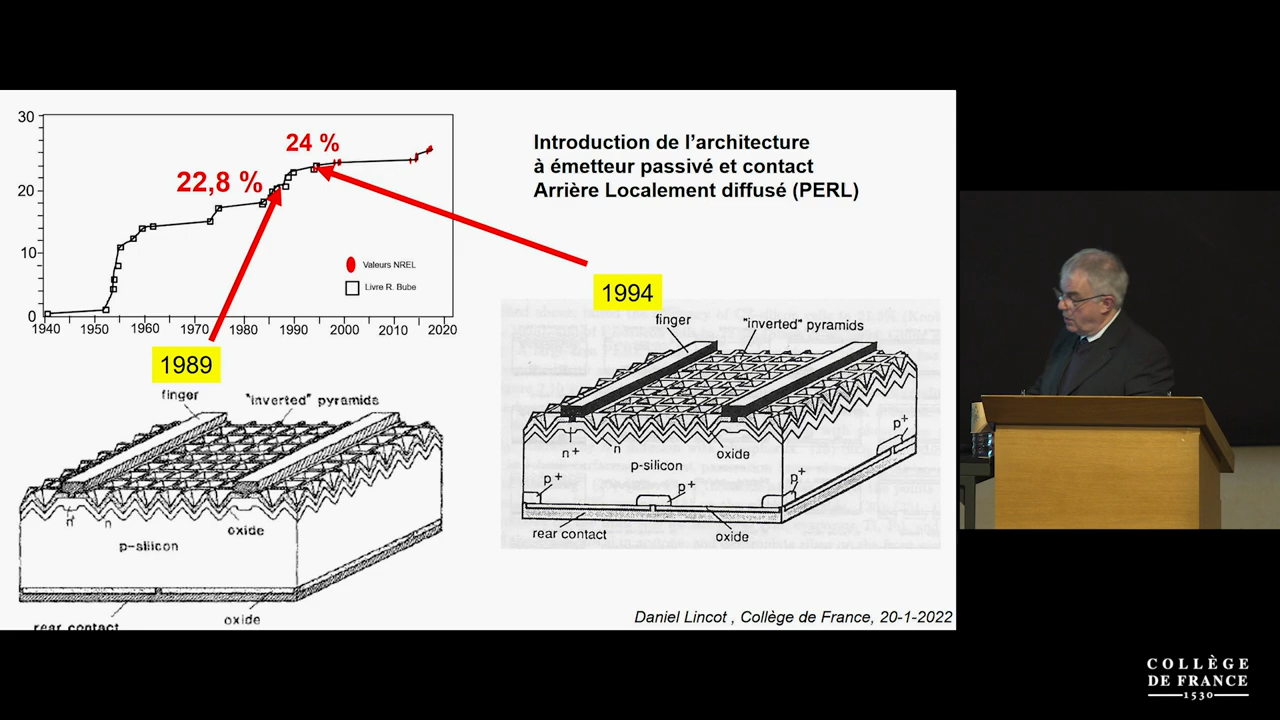 30
20
10
0
1940
1950
1960
1970
1980
1990
2000
2010
2020
22,8 %
24 %
Valeurs NREL
Livre R. Bube
Introduction de l’architecture
à émetteur passivé et contact
Arrière Localement diffusé (PERL)
1989
finger
"inverted" pyramids
n+
n
oxide
p-silicon
rear contact
oxide
1994
finger
"inverted" pyramids
n+
n
oxide
p-silicon
p+
p+
p+
p+
rear contact
oxide
Daniel Lincot , Collège de France, 20-1-2022
COLLÈGE
DE FRANCE
1530